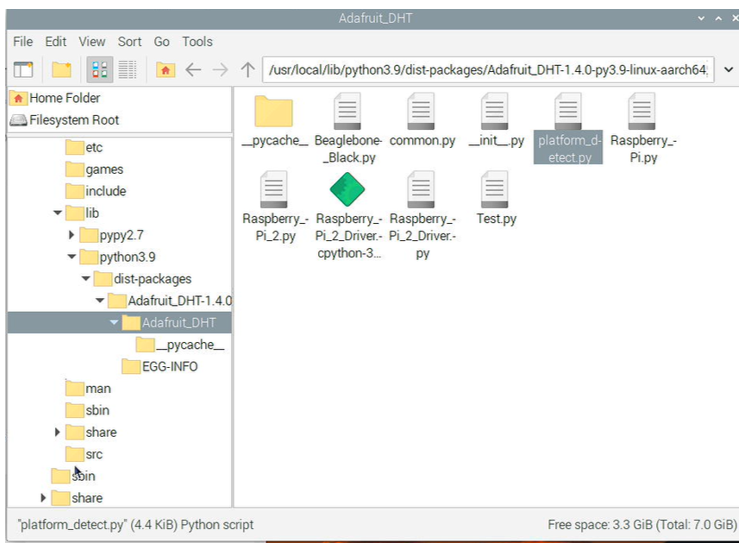 Adafruit_DHT
File Edit View Sort Go Tools
/usr/local/lib/python3.9/dist-packages/Adafruit_DHT-1.4.0-py3.9-linux-aarch64
Home Folder
Filesystem Root
etc
games
include
lib
pypy2.7
python3.9
dist-packages
Adafruit_DHT-1.4.0
Adafruit_DHT
__pycache__
EGG-INFO
man
sbin
share
src
sbin
share
__pycache__
Beaglebone-
_Black.py
common.py
__init__.py
platform_d-
etect.py
Raspberry_-
Pi.py
Raspberry_-
Pi_2.py
Raspberry_-
Pi_2_Driver.-
cpython-3...
Raspberry_-
Pi_2_Driver.-
py
Test.py
"platform_detect.py" (4.4 KiB) Python script
Free space: 3.3 GiB (Total: 7.0 GiB)